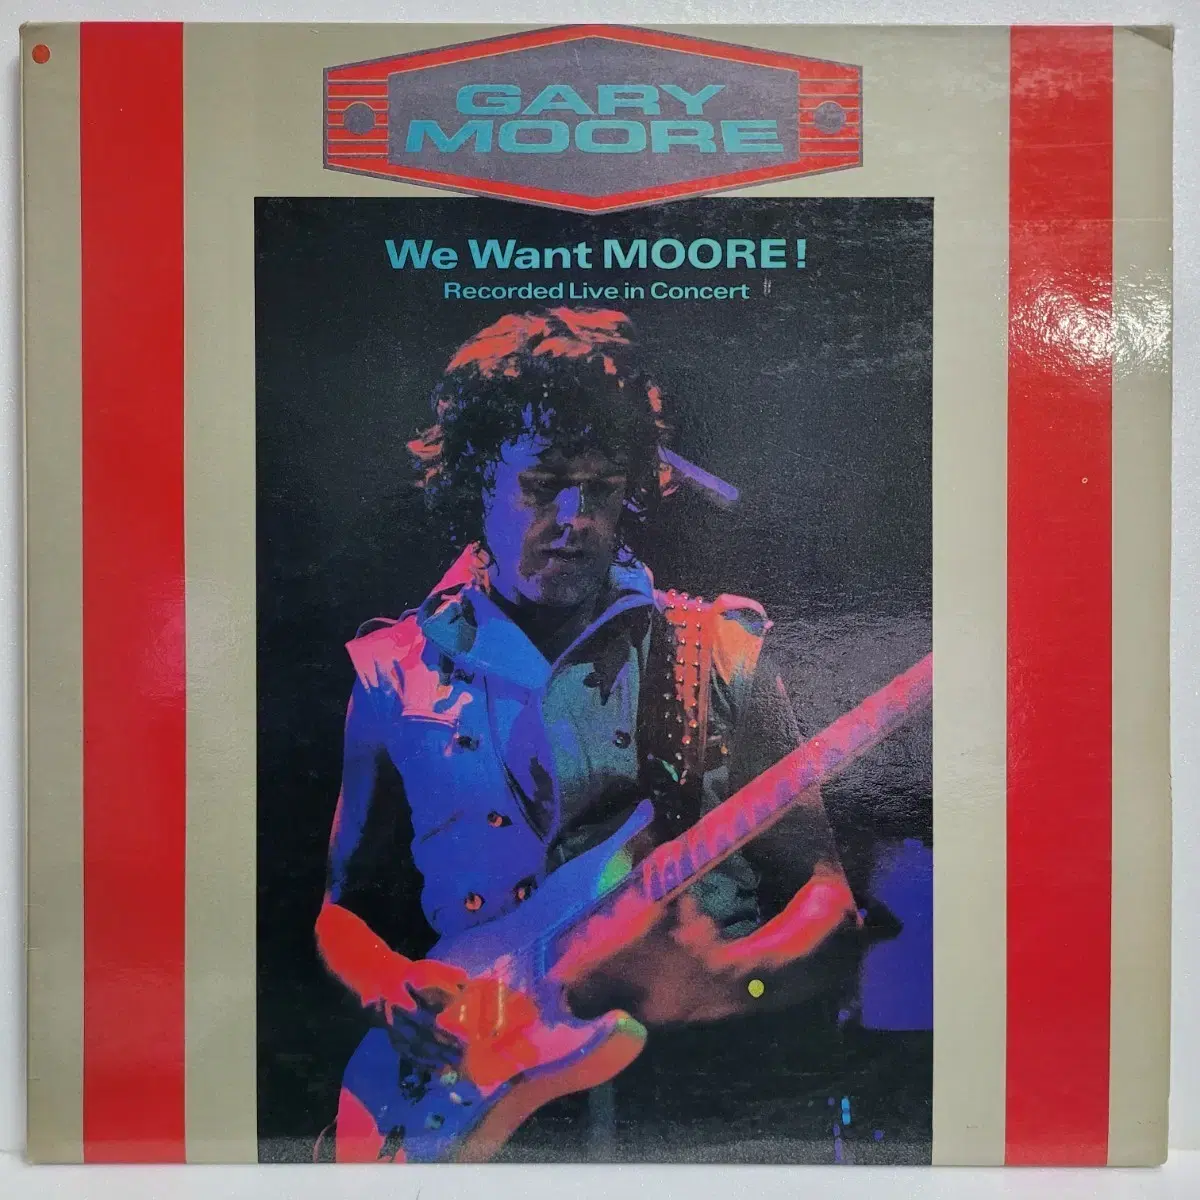 GARY
MOORE
We Want MOORE!
Recorded Live in Concert